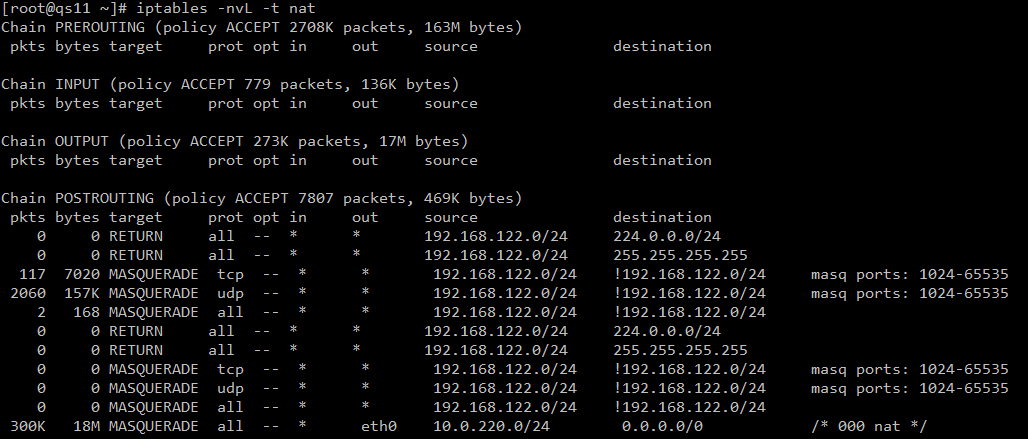 [root@qs11 ~]# iptables -nvL -t nat
Chain PREROUTING (policy ACCEPT 2708K packets, 163M bytes)
 pkts bytes target     prot opt in     out     source               destination

Chain INPUT (policy ACCEPT 779 packets, 136K bytes)
 pkts bytes target     prot opt in     out     source               destination

Chain OUTPUT (policy ACCEPT 273K packets, 17M bytes)
 pkts bytes target     prot opt in     out     source               destination

Chain POSTROUTING (policy ACCEPT 7807 packets, 469K bytes)
 pkts bytes target     prot opt in     out     source               destination
    0     0 RETURN     all  --  *      *       192.168.122.0/24     224.0.0.0/24
    0     0 RETURN     all  --  *      *       192.168.122.0/24     255.255.255.255
  117  7020 MASQUERADE  tcp  --  *      *       192.168.122.0/24    !192.168.122.0/24     masq ports: 1024-65535
 2060  157K MASQUERADE  udp  --  *      *       192.168.122.0/24    !192.168.122.0/24     masq ports: 1024-65535
    2   168 MASQUERADE  all  --  *      *       192.168.122.0/24    !192.168.122.0/24
    0     0 RETURN     all  --  *      *       192.168.122.0/24     224.0.0.0/24
    0     0 RETURN     all  --  *      *       192.168.122.0/24     255.255.255.255
    0     0 MASQUERADE  tcp  --  *      *       192.168.122.0/24    !192.168.122.0/24     masq ports: 1024-65535
    0     0 MASQUERADE  udp  --  *      *       192.168.122.0/24    !192.168.122.0/24     masq ports: 1024-65535
    0     0 MASQUERADE  all  --  *      *       192.168.122.0/24    !192.168.122.0/24
 300K   18M MASQUERADE  all  --  *      eth0    10.0.220.0/24        0.0.0.0/0            /* 000 nat */